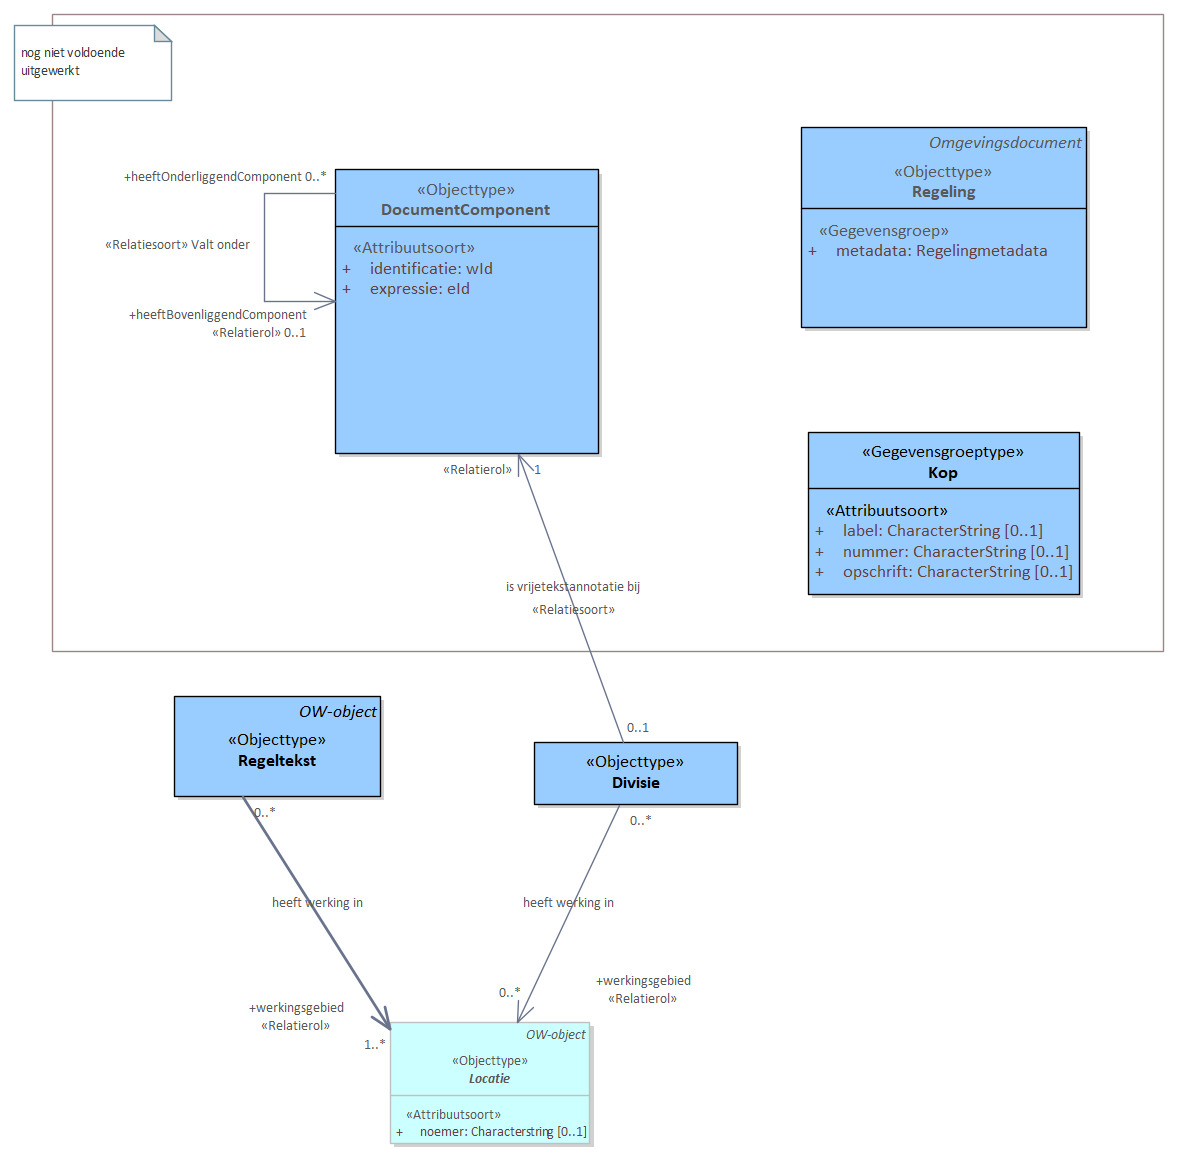 nog niet voldoende
uitgewerkt
Omgevingsdocument
«Objecttype»
Regeling
«Gegevensgroep»
+ metadata: Regelingmetadata
+heeftOnderliggendComponent 0..*
«Objecttype»
DocumentComponent
«Relatiesoort» Valt onder
«Attribuutsoort»
+ identificatie: wId
+ expressie: eId
+heeftBovenliggendComponent
«Relatierol» 0..1
«Gegevensgroeptype»
Kop
«Attribuutsoort»
+ label: CharacterString [0..1]
+ nummer: CharacterString [0..1]
+ opschrift: CharacterString [0..1]
«Relatierol» 1
is vrijetekstannotatie bij
«Relatiesoort»
0..1
OW-object
«Objecttype»
Regeltekst
«Objecttype»
Divisie
0..*
0..*
heeft werking in
heeft werking in
+werkingsgebied
«Relatierol»
0..*
+werkingsgebied
«Relatierol»
1..*
OW-object
«Objecttype»
Locatie
«Attribuutsoort»
+ noemer: Characterstring [0..1]